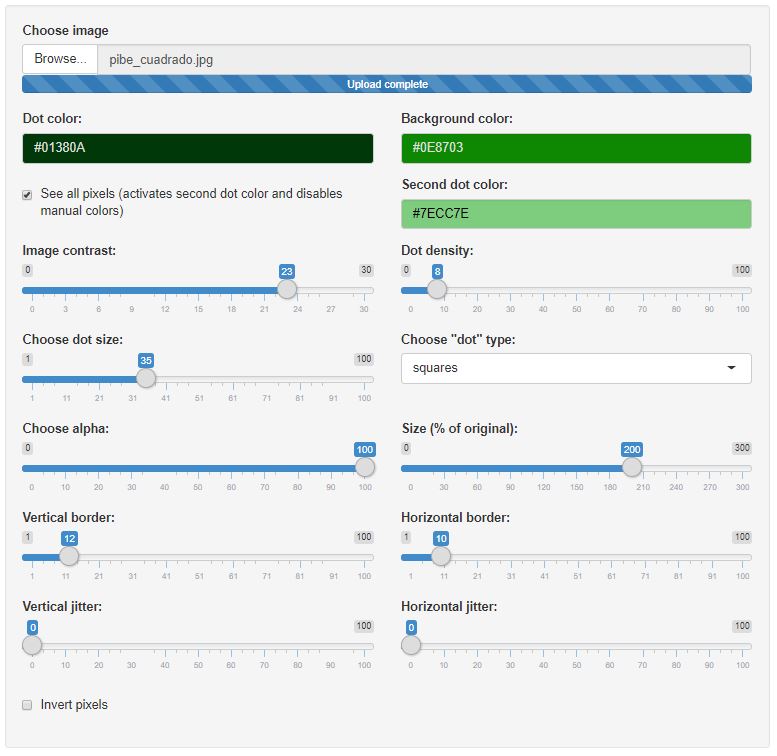 Choose image
Browse... pibe_cuadrado.jpg
Upload complete
Dot color: Background color:
#01380A #0E8703
See all pixels (activates second dot color and disables
manual colors)
Second dot color:
#7ECC7E
Image contrast: Dot density:
0 23 30 0 8 100
0 3 6 9 12 15 18 21 24 27 30 0 10 20 30 40 50 60 70 80 90 100
Choose dot size: Choose "dot" type:
1 35 100 squares
1 11 21 31 41 51 61 71 81 91 100
Choose alpha: Size (% of original):
0 100 0 200 300
0 10 20 30 40 50 60 70 80 90 100 0 30 60 90 120 150 180 210 240 270 300
Vertical border: Horizontal border:
1 12 100 1 10 100
1 11 21 31 41 51 61 71 81 91 100 1 11 21 31 41 51 61 71 81 91 100
Vertical jitter: Horizontal jitter:
0 100 0 100
0 10 20 30 40 50 60 70 80 90 100 0 10 20 30 40 50 60 70 80 90 100
Invert pixels